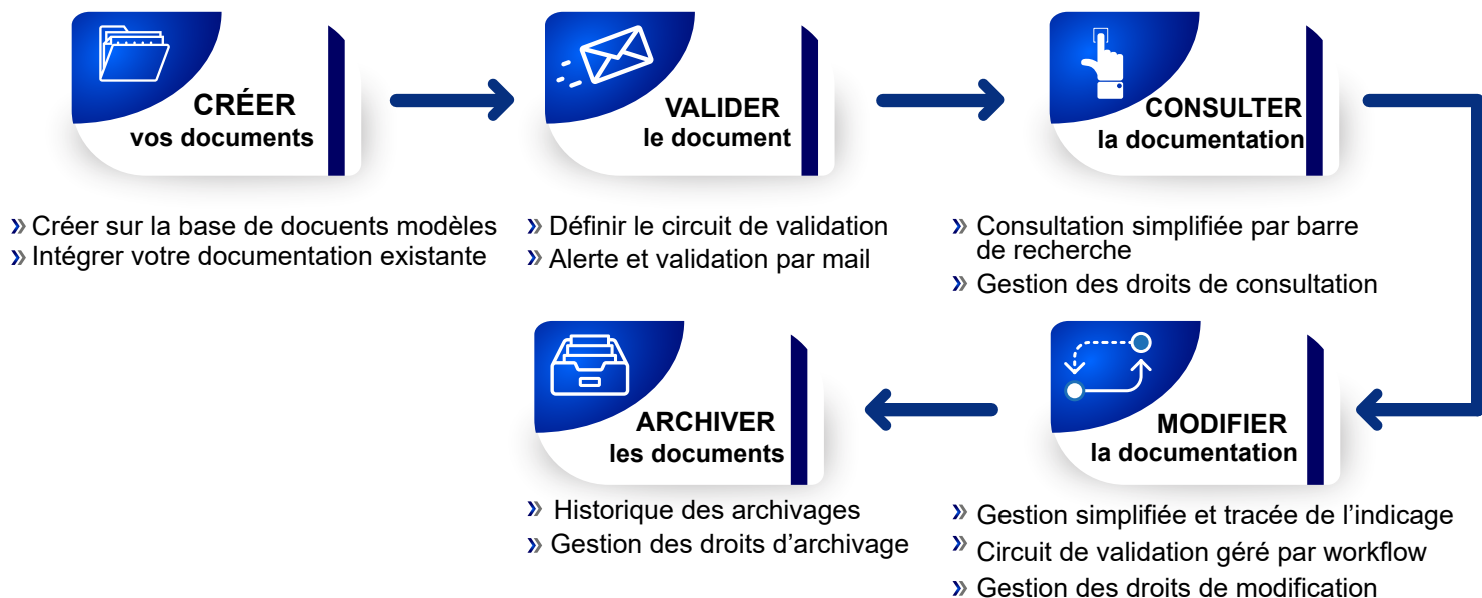 CRÉER
vos documents
Créer sur la base de docuents modèles
Intégrer votre documentation existante
VALIDER
le document
Définir le circuit de validation
Alerte et validation par mail
CONSULTER
la documentation
Consultation simplifiée par barre
de recherche
Gestion des droits de consultation
MODIFIER
la documentation
Gestion simplifiée et tracée de l’indicage
Circuit de validation géré par workflow
Gestion des droits de modification
ARCHIVER
les documents
Historique des archivages
Gestion des droits d’archivage